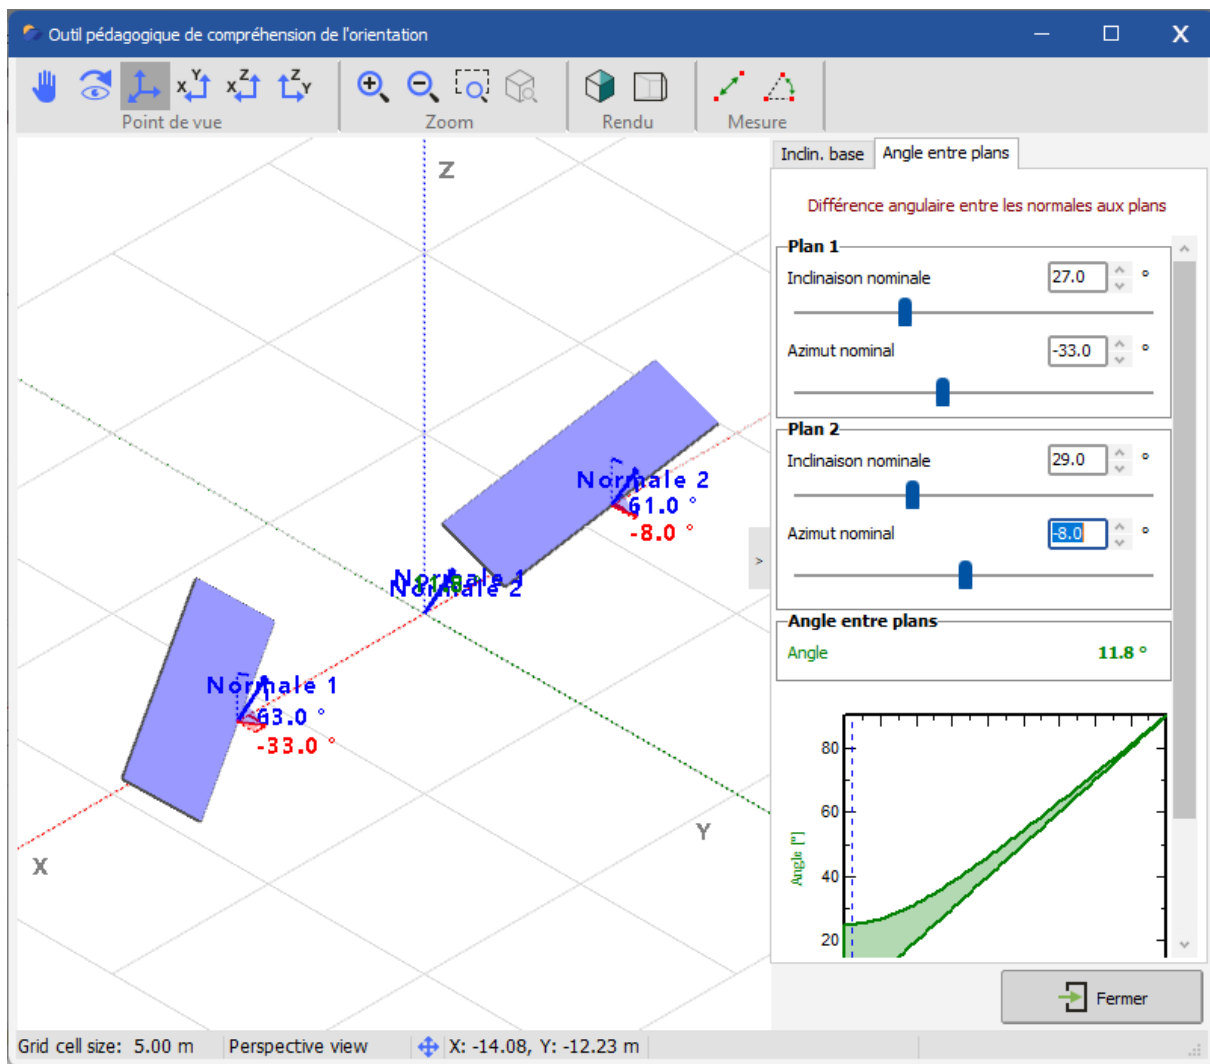 Outil pédagogique de compréhension de l'orientation
X Y
X Z
Z Y
Point de vue
Zoom
Rendu
Mesure
Inclin. base
Angle entre plans
Différence angulaire entre les normales aux plans
Plan 1
Inclinaison nominale 27.0 °
Azimut nominal -33.0 °
Plan 2
Inclinaison nominale 29.0 °
Azimut nominal -8.0 °
Angle entre plans
Angle 11.8 °
Angle [°]
80
60
40
20
Z
Normale 2
61.0 °
-8.0 °
Normale 1
Normale 2
Normale 1
63.0 °
-33.0 °
Y
X
>
Fermer
Grid cell size: 5.00 m
Perspective view
X: -14.08, Y: -12.23 m